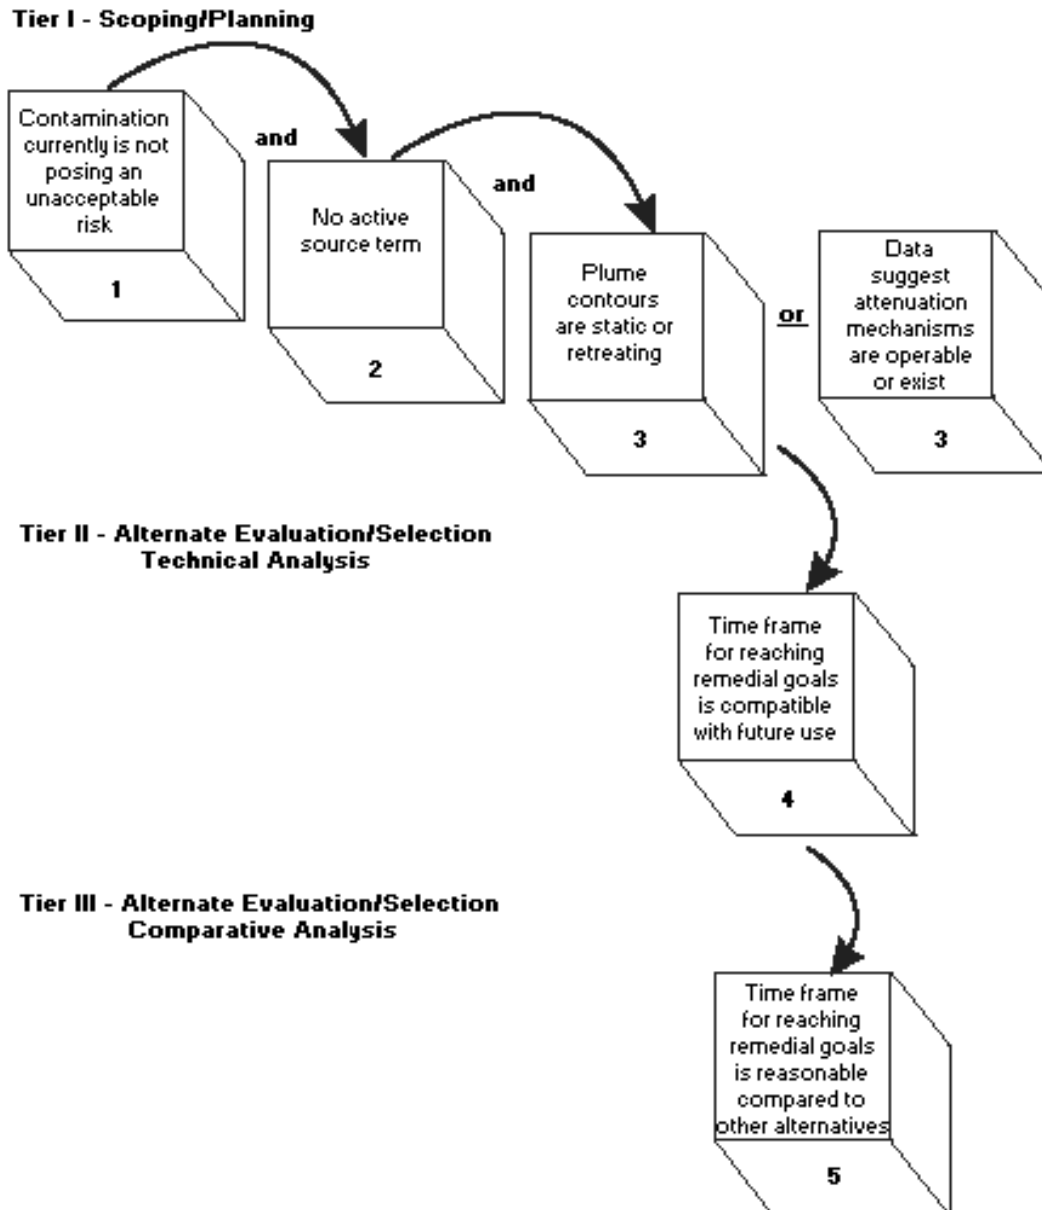 Tier I - Scoping/Planning
Contamination
currently is not
posing an
unacceptable
risk
1
and
No active
source term
2
and
Plume
contours
are static or
retreating
3
or
Data
suggest
attenuation
mechanisms
are operable
or exist
3
Tier II - Alternate Evaluation/Selection
Technical Analysis
Time frame
for reaching
remedial goals
is compatible
with future use
4
Tier III - Alternate Evaluation/Selection
Comparative Analysis
Time frame
for reaching
remedial goals
is reasonable
compared to
other alternatives
5